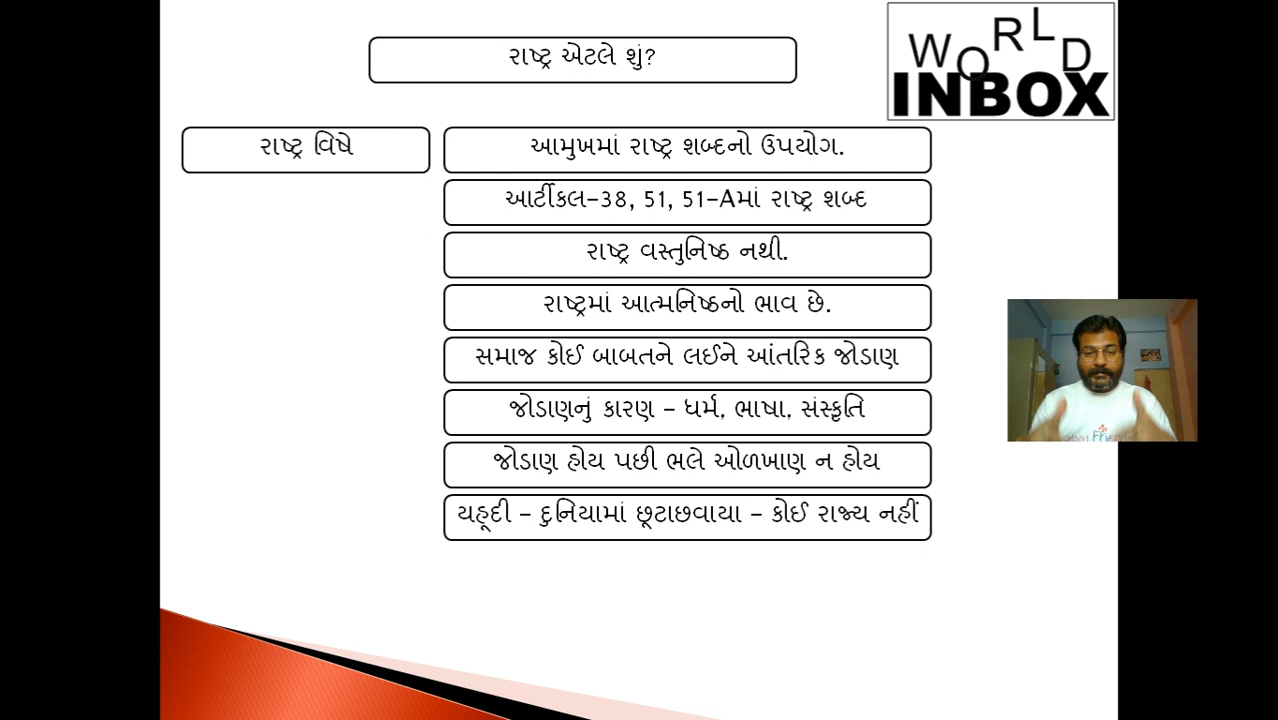 રાષ્ટ્ર એટલે શું?
WORLD
INBOX
રાષ્ટ્ર વિષે
આમુખમાં રાષ્ટ્ર શબ્દનો ઉપયોગ.
આર્ટીકલ-38, 51, 51-Aમાં રાષ્ટ્ર શબ્દ
રાષ્ટ્ર વસ્તુનિષ્ઠ નથી.
રાષ્ટ્રમાં આત્મનિષ્ઠનો ભાવ છે.
સમાજ કોઈ બાબતને લઈને આંતરિક જોડાણ
જોડાણનું કારણ - ધર્મ, ભાષા, સંસ્કૃતિ
જોડાણ હોય પછી ભલે ઓળખાણ ન હોય
યહૂદી - દુનિયામાં છૂટાછવાયા - કોઈ રાજ્ય નહીં